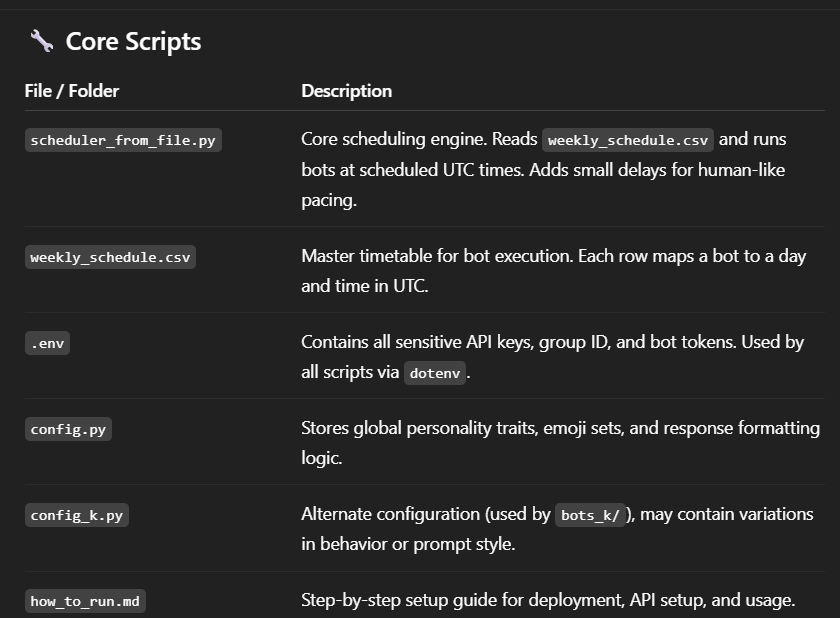 Core Scripts
File / Folder Description
scheduler_from_file.py Core scheduling engine. Reads weekly_schedule.csv and runs
bots at scheduled UTC times. Adds small delays for human-like
pacing.
weekly_schedule.csv Master timetable for bot execution. Each row maps a bot to a day
and time in UTC.
.env Contains all sensitive API keys, group ID, and bot tokens. Used by
all scripts via dotenv.
config.py Stores global personality traits, emoji sets, and response formatting
logic.
config_k.py Alternate configuration (used by bots_k/), may contain variations
in behavior or prompt style.
how_to_run.md Step-by-step setup guide for deployment, API setup, and usage.